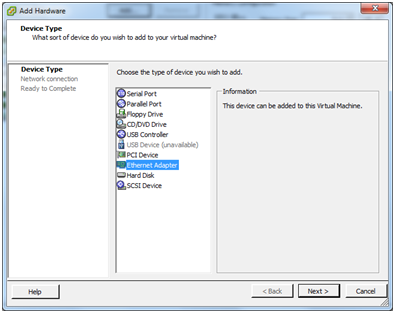 Add Hardware
Device Type
What sort of device do you wish to add to your virtual machine?
Device Type
Network connection
Ready to Complete
Choose the type of device you wish to add.
Serial Port
Parallel Port
Floppy Drive
CD/DVD Drive
USB Controller
USB Device (unavailable)
PCI Device
Ethernet Adapter
Hard Disk
SCSI Device
Information
This device can be added to this Virtual Machine.
Help
< Back
Next >
Cancel